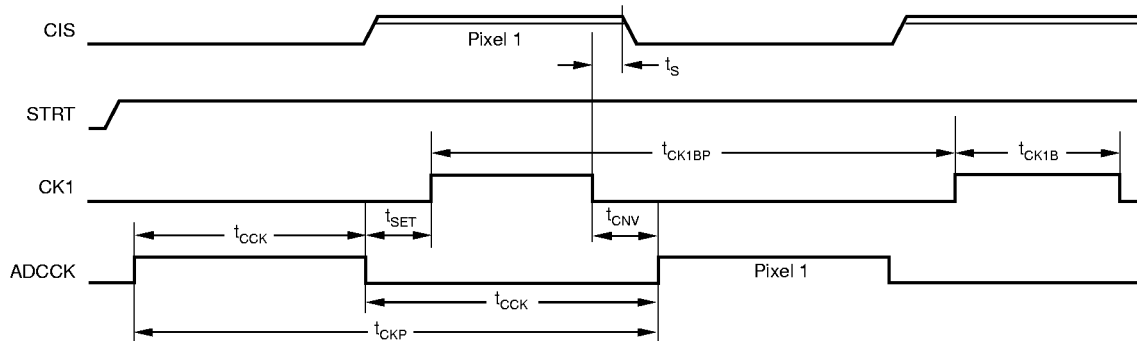 CIS
Pixel 1
tS
STRT
tCK1BP
tCK1B
CK1
tSET
tCNV
tCCK
ADCCK
Pixel 1
tCCK
tCKP